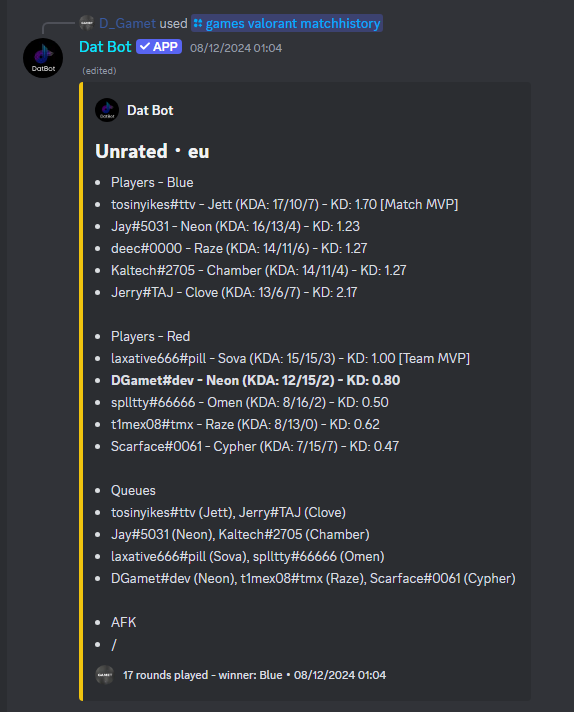 D_Gamet used games valorant matchhistory
Dat Bot ✓ APP 08/12/2024 01:04
(edited)
DatBot
Dat Bot
Unrated • eu
• Players - Blue
• tosinyikes#ttv - Jett (KDA: 17/10/7) - KD: 1.70 [Match MVP]
• Jay#5031 - Neon (KDA: 16/13/4) - KD: 1.23
• deec#0000 - Raze (KDA: 14/11/6) - KD: 1.27
• Kaltech#2705 - Chamber (KDA: 14/11/4) - KD: 1.27
• Jerry#TAJ - Clove (KDA: 13/6/7) - KD: 2.17
• Players - Red
• laxative666#pill - Sova (KDA: 15/15/3) - KD: 1.00 [Team MVP]
• DGamet#dev - Neon (KDA: 12/15/2) - KD: 0.80
• splltty#66666 - Omen (KDA: 8/16/2) - KD: 0.50
• t1mex08#tmx - Raze (KDA: 8/13/0) - KD: 0.62
• Scarface#0061 - Cypher (KDA: 7/15/7) - KD: 0.47
• Queues
• tosinyikes#ttv (Jett), Jerry#TAJ (Clove)
• Jay#5031 (Neon), Kaltech#2705 (Chamber)
• laxative666#pill (Sova), splltty#66666 (Omen)
• DGamet#dev (Neon), t1mex08#tmx (Raze), Scarface#0061 (Cypher)
• AFK
• /
17 rounds played - winner: Blue • 08/12/2024 01:04